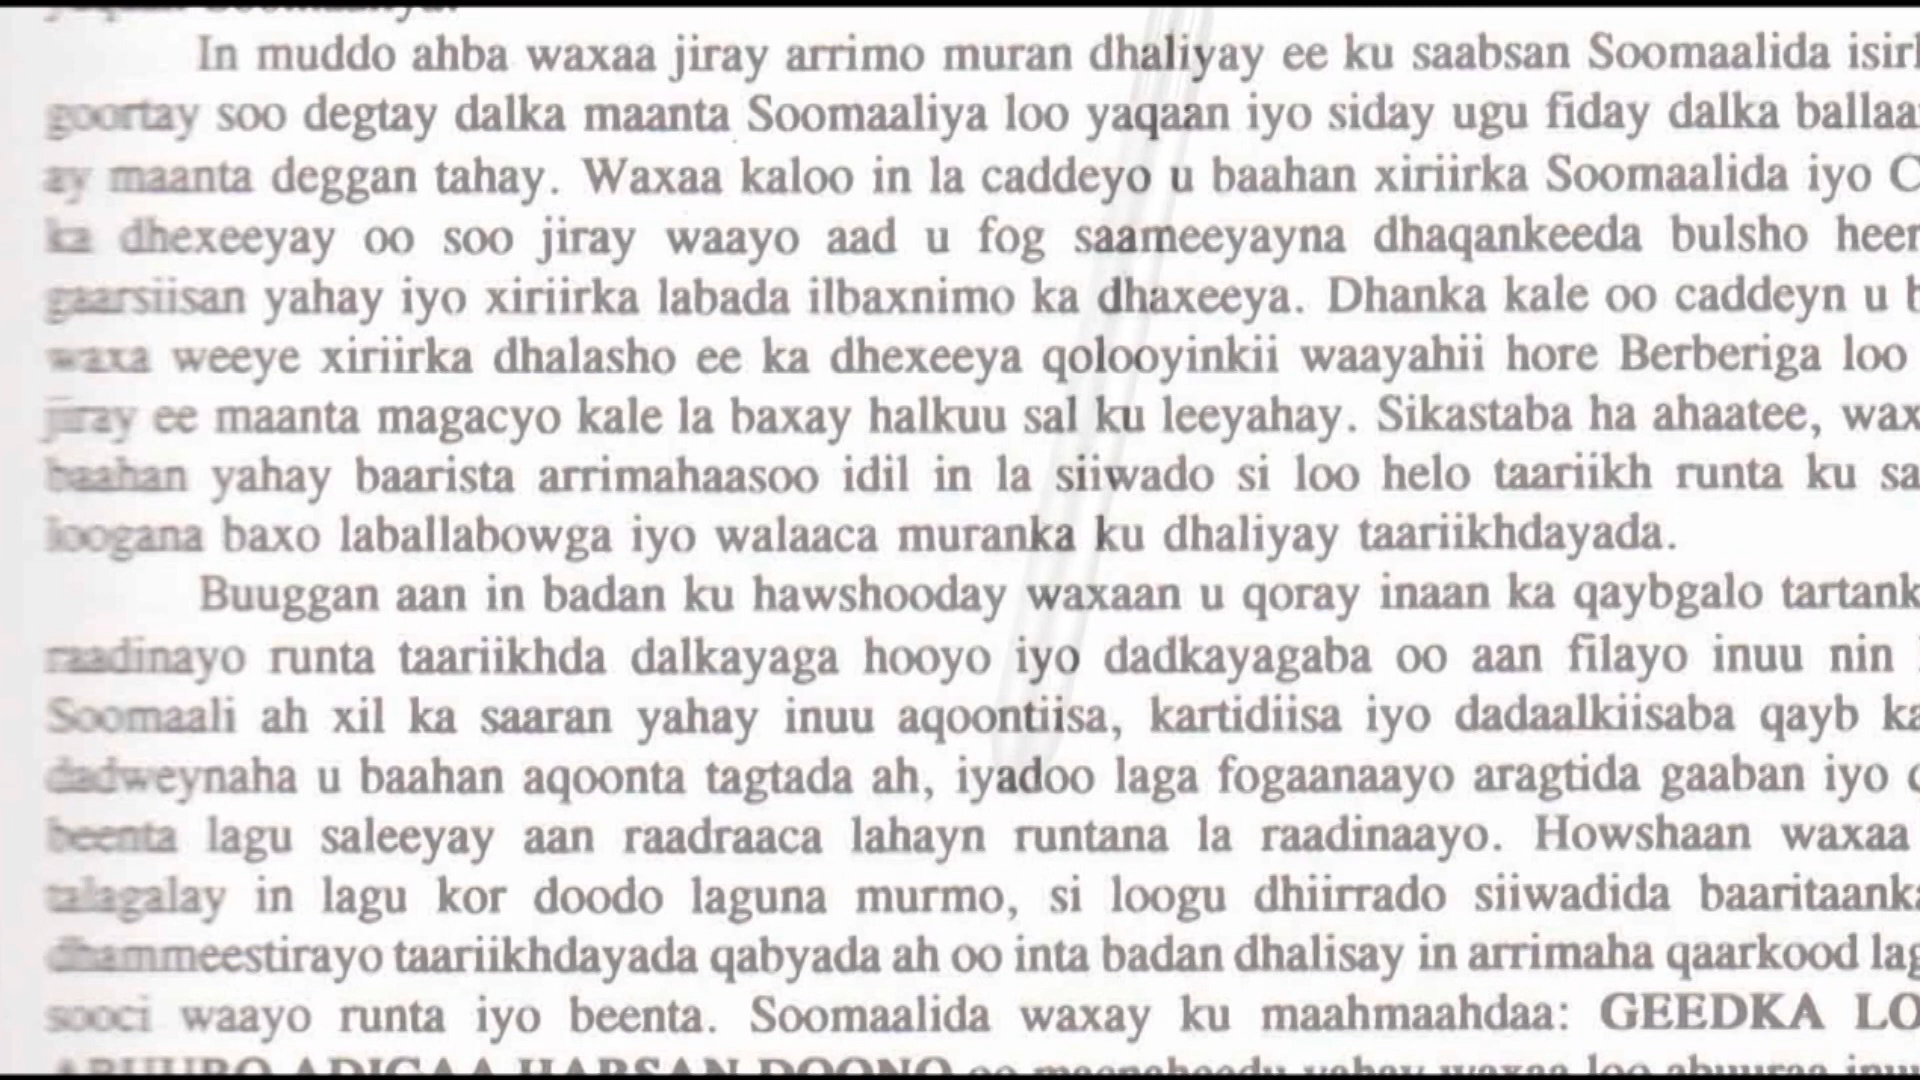 In muddo ahba waxaa jiray arrimo muran dhaliyay ee ku saabsan Soomaalida
goortay soo degtay dalka maanta Soomaaliya loo yaqaan iyo siday ugu fiday dalka
ay maanta deggan tahay. Waxaa kaloo in la caddeyo u baahan xiriirka Soomaalida iyo
ka dhexeeyay oo soo jiray waayo aad u fog saameeyayna dhaqankeeda bulsho
gaarsiisan yahay iyo xiriirka labada ilbaxnimo ka dhaxeeya. Dhanka kale oo caddeyn u
waxa weeye xiriirka dhalasho ee ka dhexeeya qolooyinkii waayahii hore Berberiga loo
jiray ee maanta magacyo kale la baxay halkuu sal ku leeyahay. Sikastaba ha ahaatee,
baahan yahay baarista arrimahaasoo idil in la siiwado si loo helo taariikh runta ku
loogana baxo laballabowga iyo walaaca muranka ku dhaliyay taariikhdayada.
Buuggan aan in badan ku hawshooday waxaan u qoray inaan ka qaybgalo
raadinayo runta taariikhda dalkayaga hooyo iyo dadkayagaba oo aan filayo inuu nin
Soomaali ah xil ka saaran yahay inuu aqoontiisa, kartidiisa iyo dadaalkiisaba qayb
dadweynaha u baahan aqoonta tagtada ah, iyadoo laga fogaanaayo aragtida gaaban iyo
beenta lagu saleeyay aan raadraaca lahayn runtana la raadinaayo. Howshaan waxaa
talagalay in lagu kor doodo laguna murmo, si loogu dhiirrado siiwadida
dhammeestirayo taariikhdayada qabyada ah oo inta badan dhalisay in arrimaha qaarkood
sooci waayo runta iyo beenta. Soomaalida waxay ku maahmaahdaa: GEEDKA